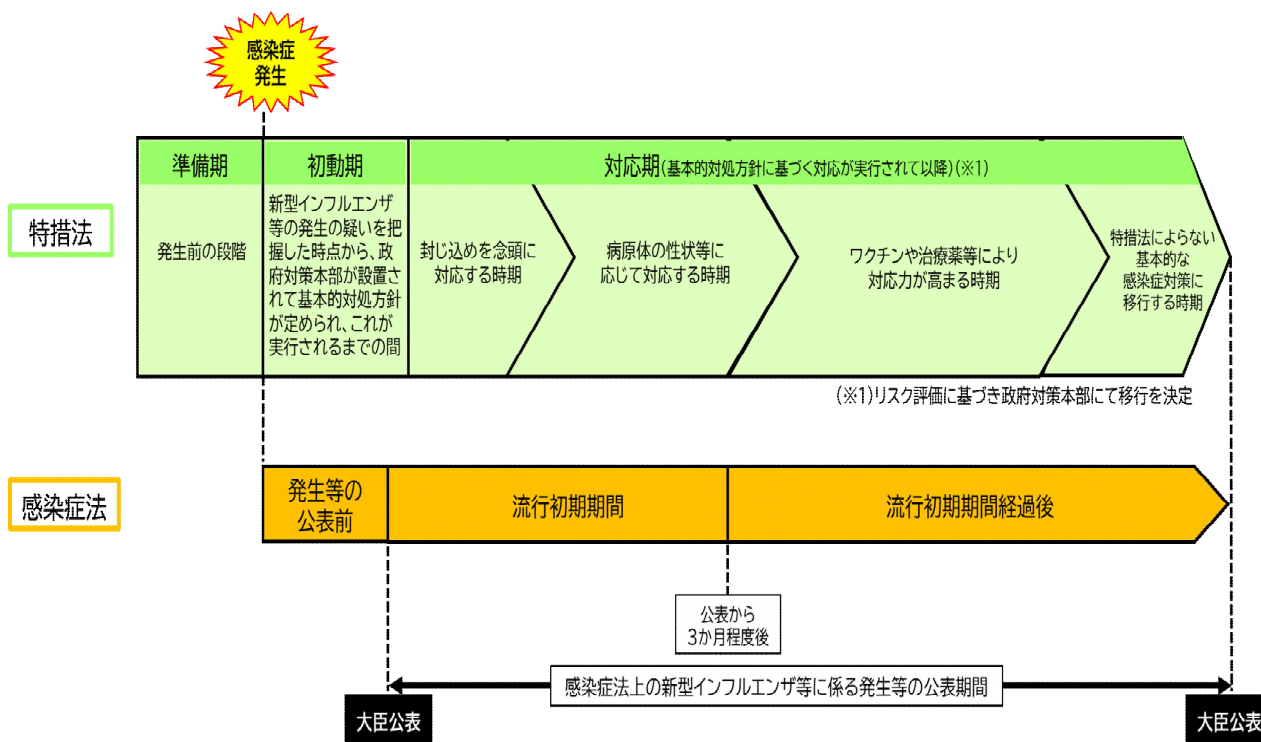 感染症
発生
準備期
初動期
対応期(基本的対処方針に基づく対応が実行されて以降)(※1)
特措法
発生前の段階
新型インフルエンザ
等の発生の疑いを把
握した時点から、政
府対策本部が設置され
て基本的対処方針
が定められ、これが
実行されるまでの間
封じ込めを念頭に
対応する時期
病原体の性状等に
応じて対応する時期
ワクチンや治療薬等により
対応力が高まる時期
特措法によらない
基本的な
感染症対策に
移行する時期
(※1)リスク評価に基づき政府対策本部にて移行を決定
感染症法
発生等の
公表前
流行初期期間
流行初期期間経過後
公表から
3か月程度後
感染症法上の新型インフルエンザ等に係る発生等の公表期間
大臣公表
大臣公表